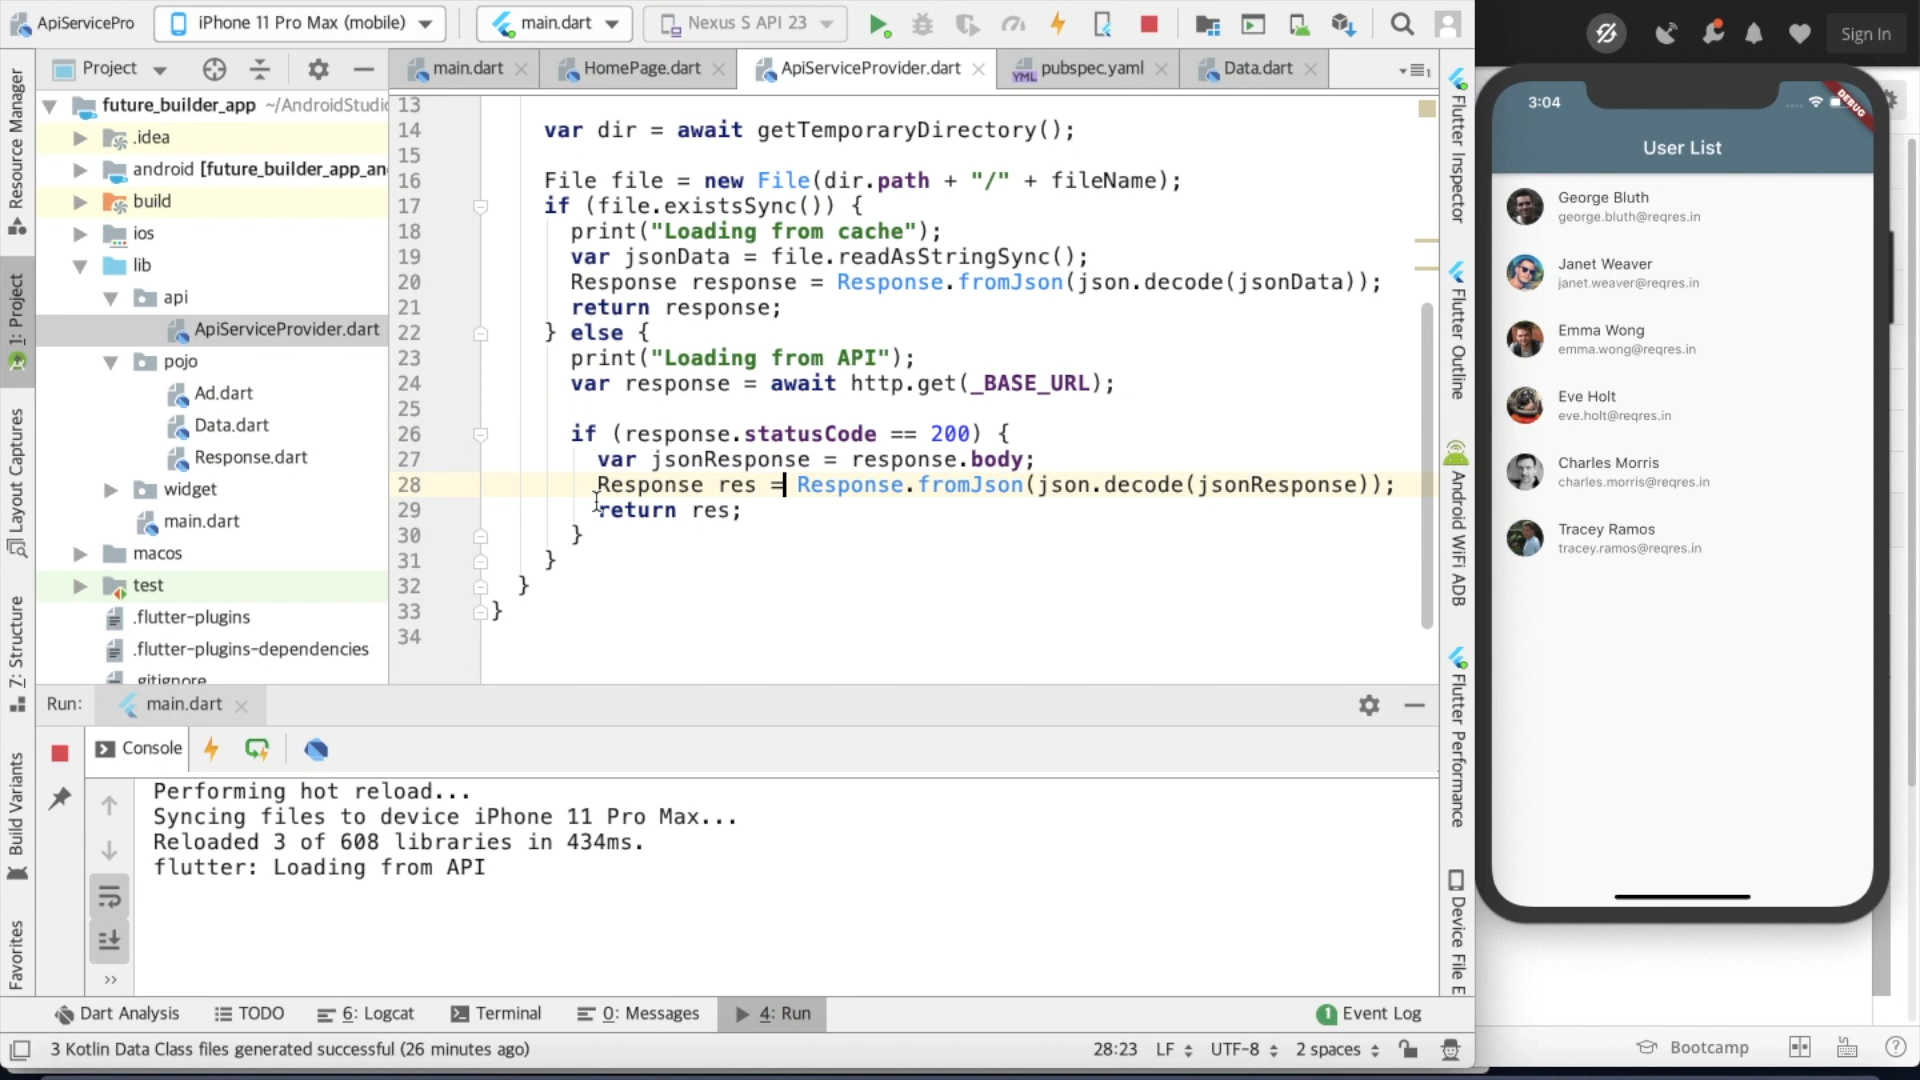 ApiServicePro
iPhone 11 Pro Max (mobile)
main.dart
Nexus S API 23
Sign In
Project
main.dart
HomePage.dart
ApiServiceProvider.dart
YML
pubspec.yaml
Data.dart
Resource Manager
1: Project
Layout Captures
Z: Structure
Build Variants
Favorites
future_builder_app ~/AndroidStudi
.idea
android [future_builder_app_an
build
ios
lib
api
ApiServiceProvider.dart
pojo
Ad.dart
Data.dart
Response.dart
widget
main.dart
macos
test
.flutter-plugins
.flutter-plugins-dependencies
.gitignore
13
14 var dir = await getTemporaryDirectory();
15
16 File file = new File(dir.path + "/" + fileName);
17 if (file.existsSync()) {
18 print("Loading from cache");
19 var jsonData = file.readAsStringSync();
20 Response response = Response.fromJson(json.decode(jsonData));
21 return response;
22 } else {
23 print("Loading from API");
24 var response = await http.get(_BASE_URL);
25
26 if (response.statusCode == 200) {
27 var jsonResponse = response.body;
28 Response res = Response.fromJson(json.decode(jsonResponse));
29 return res;
30 }
31 }
32 }
33 }
34
Flutter Inspector
Flutter Outline
Android WiFi ADB
Flutter Performance
Device File E
Run:
main.dart
Console
Performing hot reload...
Syncing files to device iPhone 11 Pro Max...
Reloaded 3 of 608 libraries in 434ms.
flutter: Loading from API
Dart Analysis
TODO
6: Logcat
Terminal
0: Messages
4: Run
1
Event Log
3 Kotlin Data Class files generated successful (26 minutes ago)
28:23
LF
UTF-8
2 spaces
3:04
DEBUG
User List
George Bluth
george.bluth@reqres.in
Janet Weaver
janet.weaver@reqres.in
Emma Wong
emma.wong@reqres.in
Eve Holt
eve.holt@reqres.in
Charles Morris
charles.morris@reqres.in
Tracey Ramos
tracey.ramos@reqres.in
Bootcamp